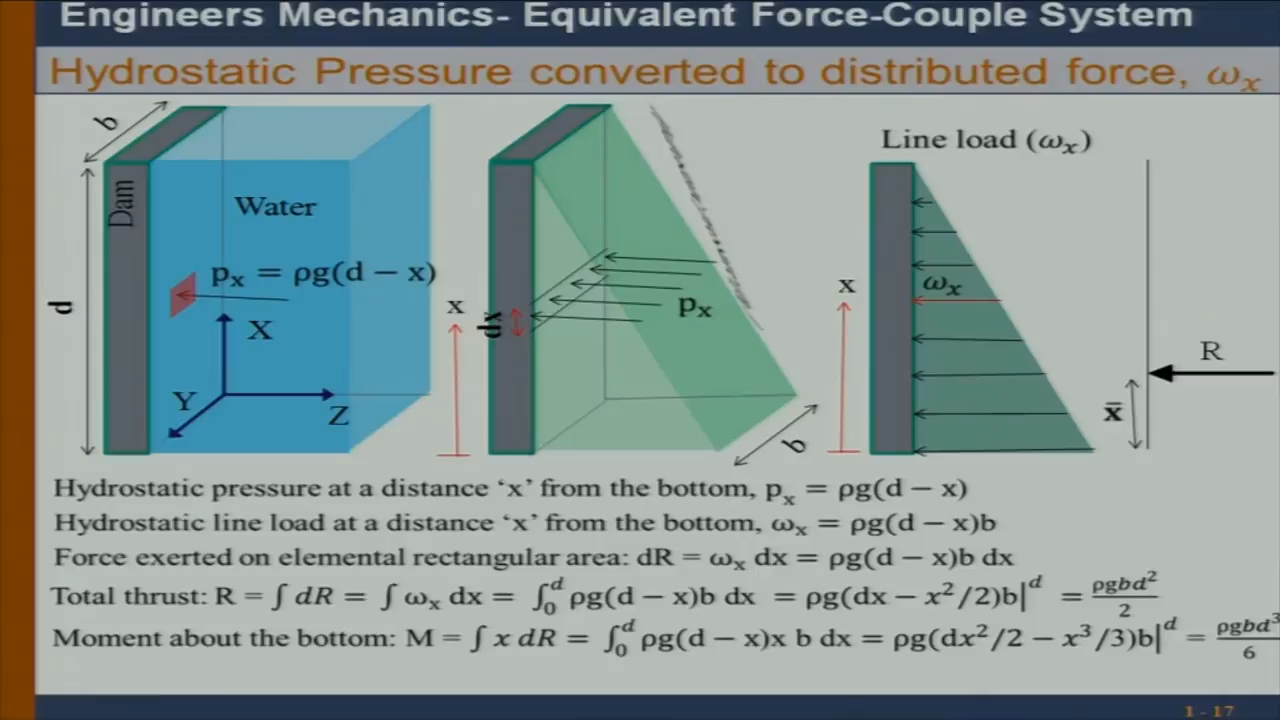 Engineers Mechanics- Equivalent Force-Couple System
Hydrostatic Pressure converted to distributed force, ωₓ
b
Dam
d
Water
pₓ = ρg(d − x)
X
Y
Z
x
dx
pₓ
b
Line load (ωₓ)
x
ωₓ
R
x̄
Hydrostatic pressure at a distance ‘x’ from the bottom, pₓ = ρg(d − x)
Hydrostatic line load at a distance ‘x’ from the bottom, ωₓ = ρg(d − x)b
Force exerted on elemental rectangular area: dR = ωₓ dx = ρg(d − x)b dx
Total thrust: R = ∫ dR = ∫ ωₓ dx = ∫₀ᵈ ρg(d − x)b dx = ρg(dx − x²/2)b|ᵈ = ρgbd²/2
Moment about the bottom: M = ∫ x dR = ∫₀ᵈ ρg(d − x)x b dx = ρg(dx²/2 − x³/3)b|ᵈ = ρgbd³/6
1 - 17